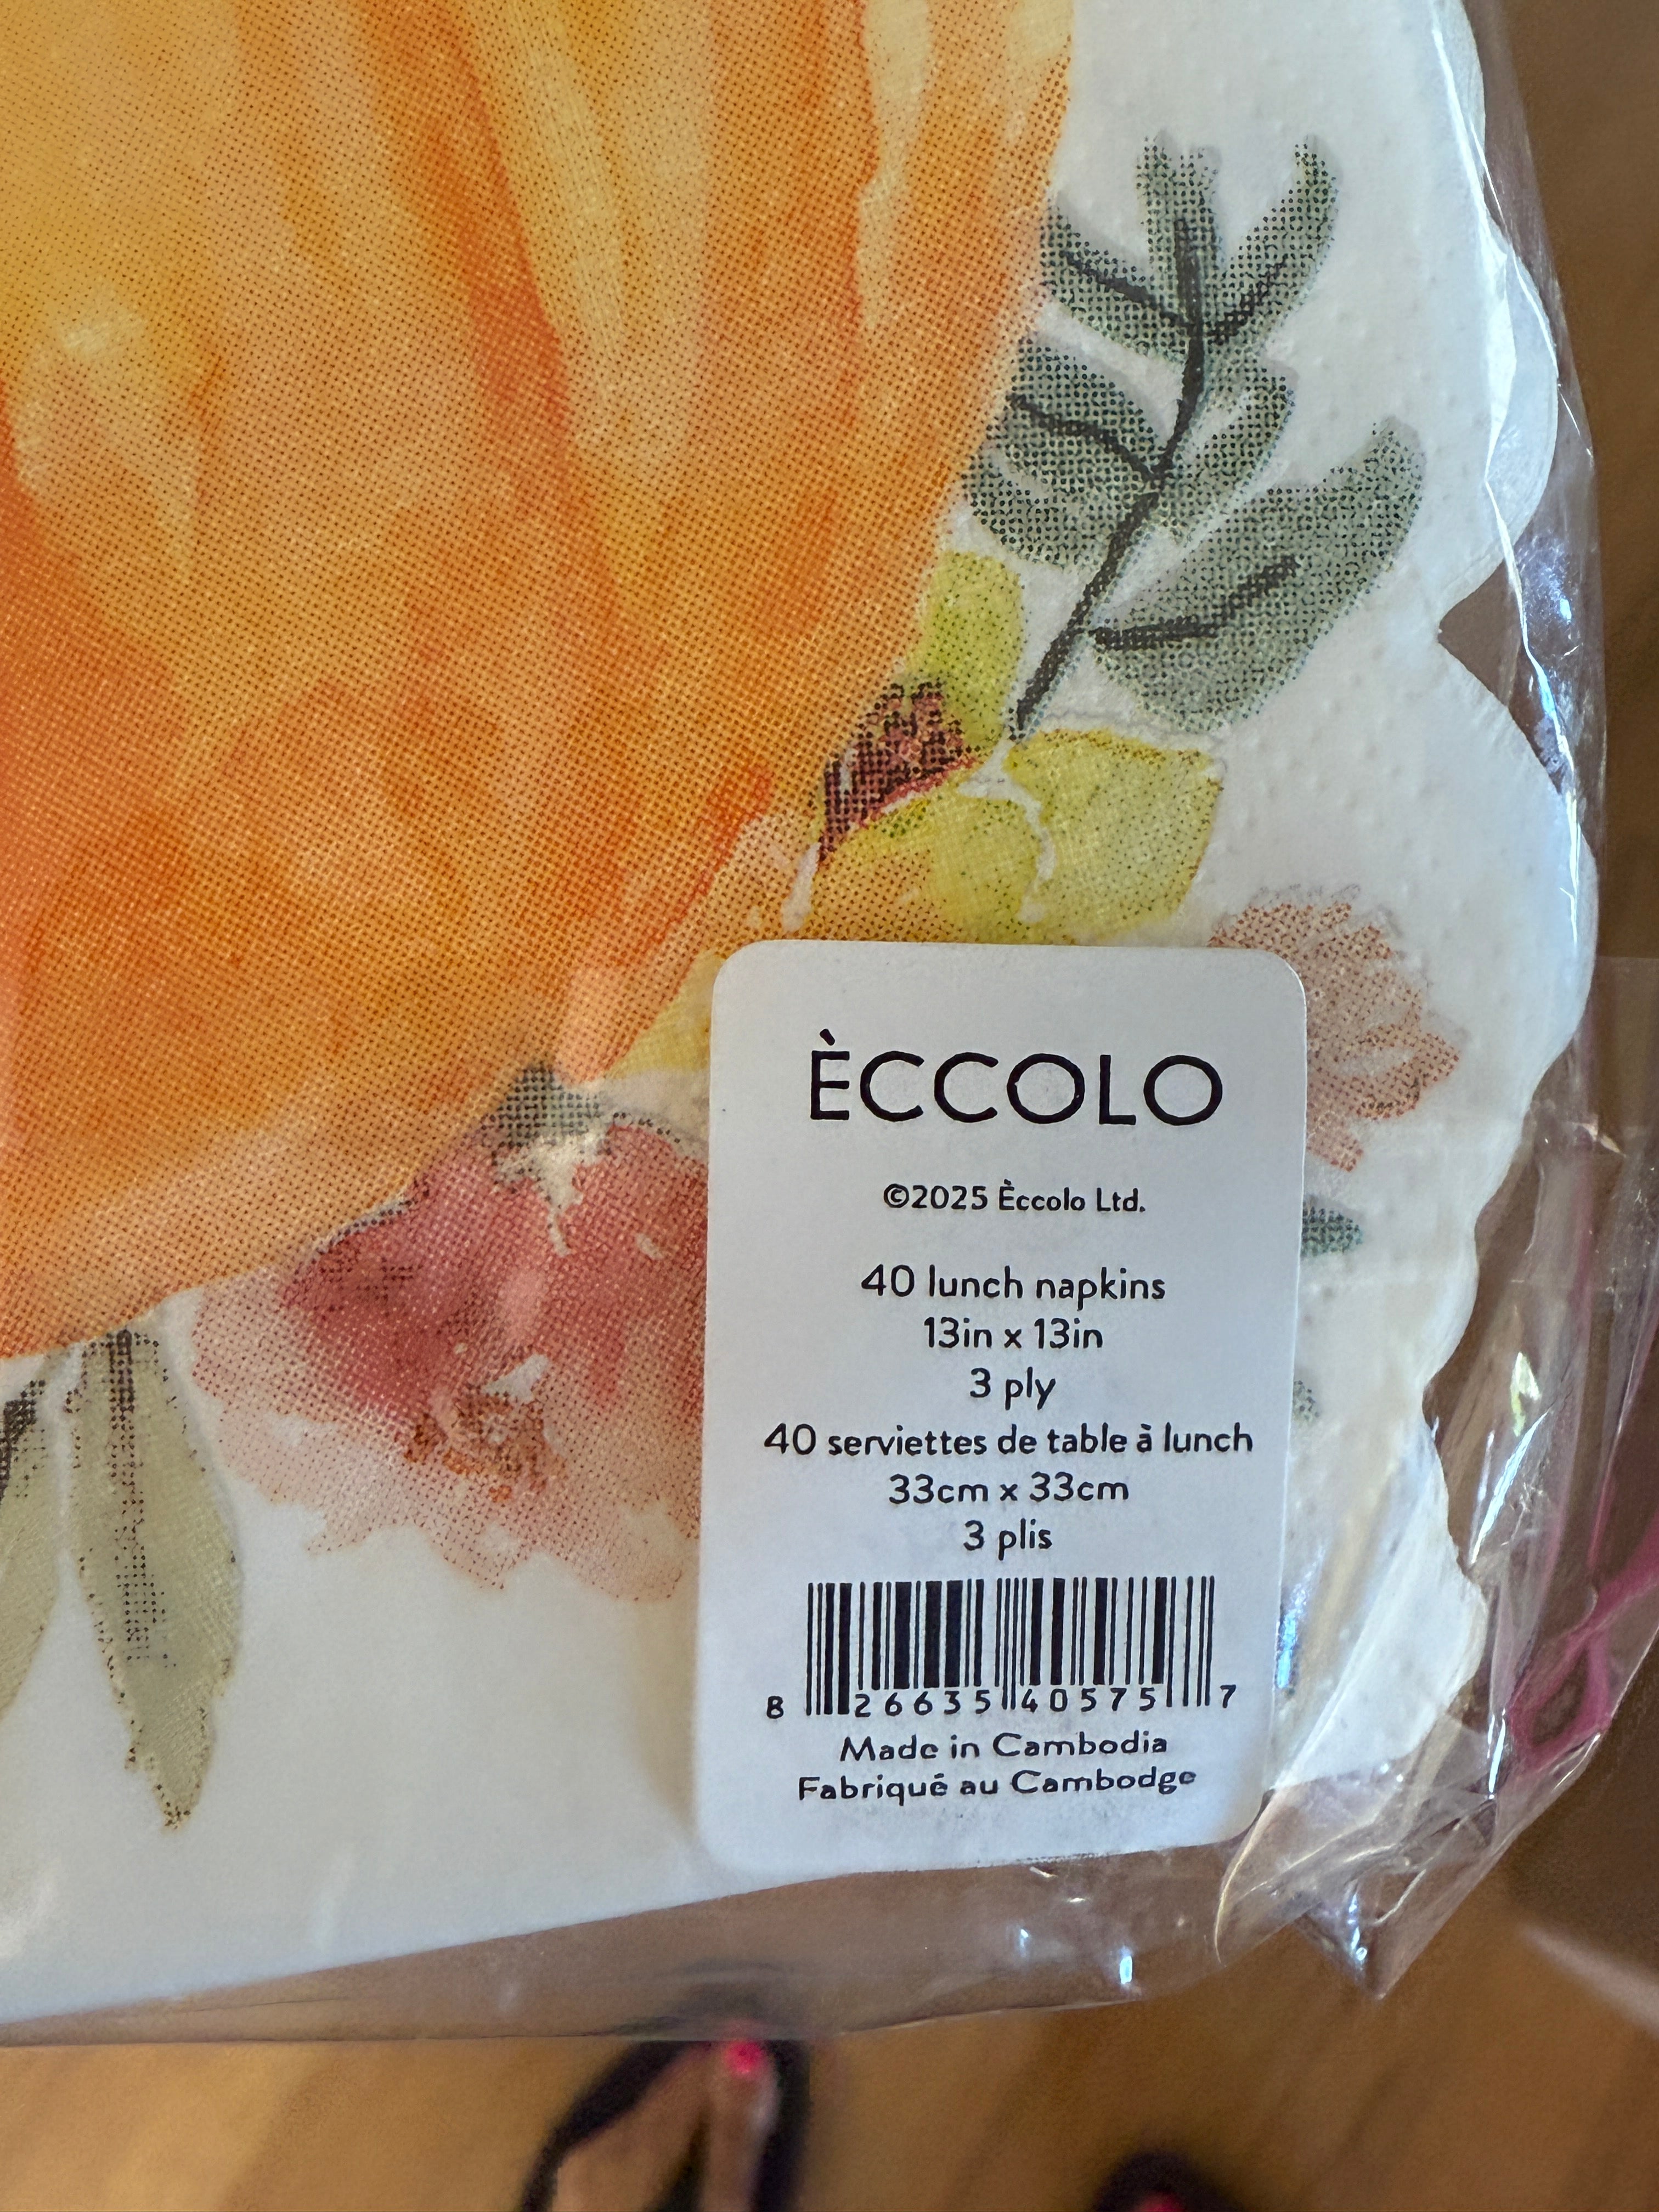 ÈCCOLO
©2025 Èccolo Ltd.
40 lunch napkins
13in x 13in
3 ply
40 serviettes de table à lunch
33cm x 33cm
3 plis
8 26635 40575 7
Made in Cambodia
Fabriqué au Cambodge